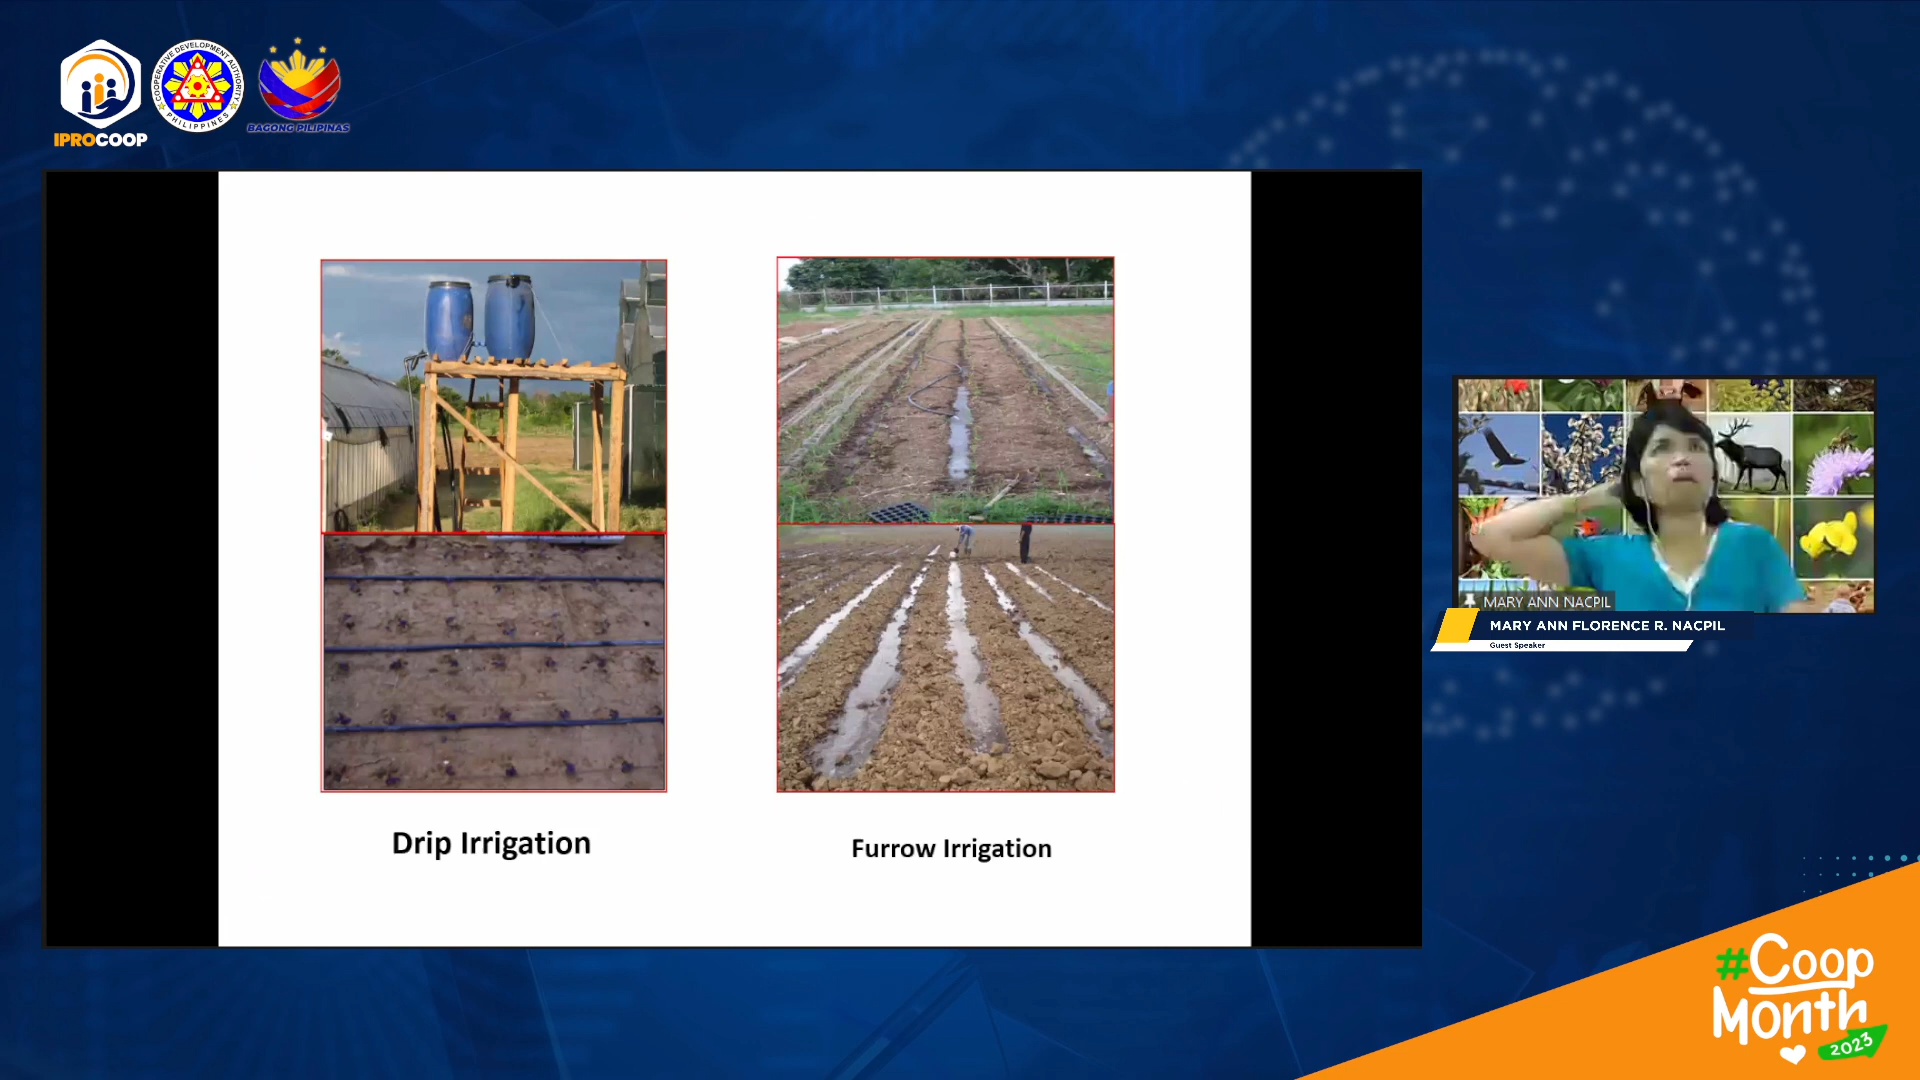 IPROCOOP
COOPERATIVE DEVELOPMENT AUTHORITY
PHILIPPINES
BAGONG PILIPINAS
Drip Irrigation
Furrow Irrigation
MARY ANN NACPIL
MARY ANN FLORENCE R. NACPIL
Guest Speaker
#Coop
Month
2023